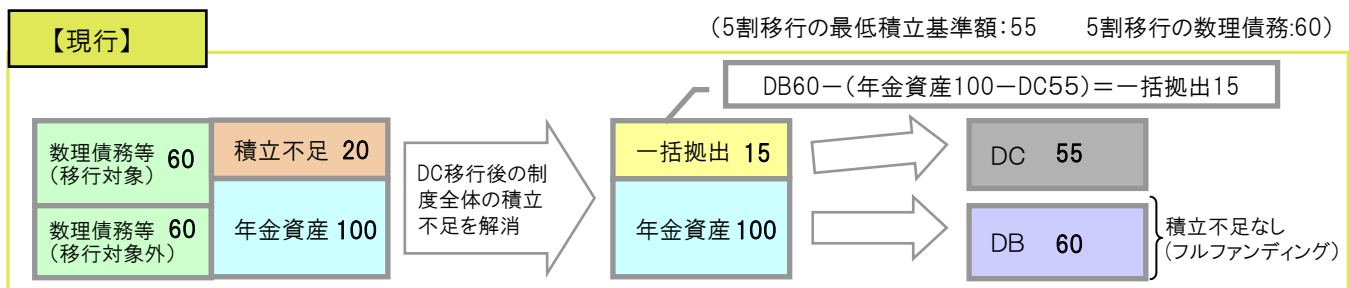 【現行】
（5割移行の最低積立基準額：55　　5割移行の数理債務:60）
DB60－（年金資産100－DC55）＝一括拠出15
数理債務等 60
（移行対象）
積立不足 20
数理債務等 60
（移行対象外）
年金資産 100
DC移行後の制
度全体の積立
不足を解消
一括拠出 15
年金資産 100
DC 55
DB 60
積立不足なし
（フルファンディング）